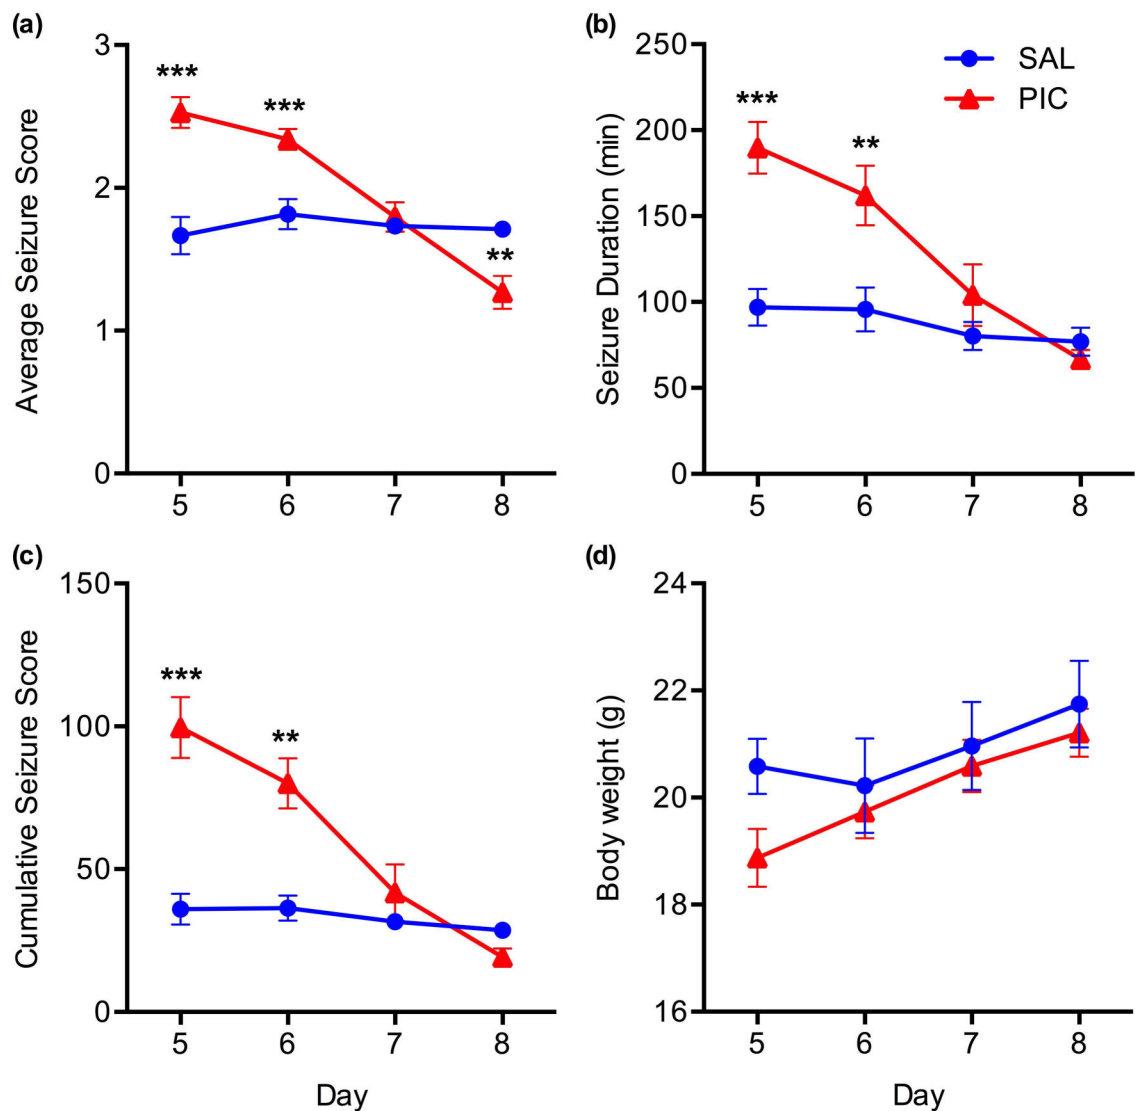 (a)
Average Seizure Score
3
2
1
0
***
***
**
5 6 7 8
(b)
Seizure Duration (min)
250
200
150
100
50
0
***
**
SAL
PIC
5 6 7 8
(c)
Cumulative Seizure Score
150
100
50
0
***
**
5 6 7 8
Day
(d)
Body weight (g)
24
22
20
18
16
5 6 7 8
Day